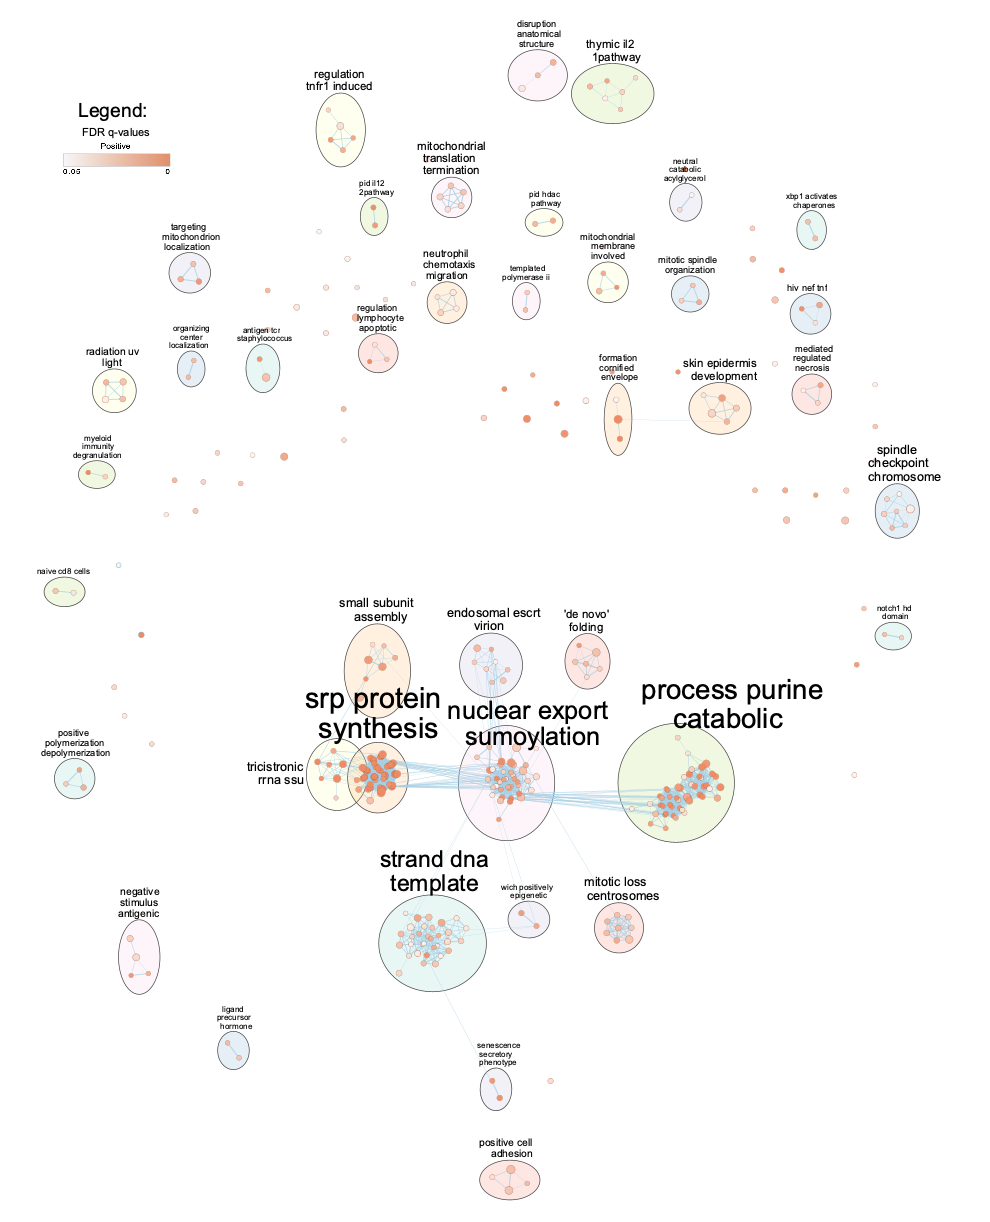 disruption
anatomical
structure
thymic il2
1pathway
regulation
tnfr1 induced
Legend:
FDR q-values
Positive
0.05
0
mitochondrial
translation
termination
neutral
catabolic
acylglycerol
pid il12
2pathway
pid hdac
pathway
xbp1 activates
chaperones
targeting
mitochondrion
localization
mitochondrial
membrane
involved
neutrophil
chemotaxis
migration
templated
polymerase ii
mitotic spindle
organization
hiv nef tnf
regulation
lymphocyte
apoptotic
organizing
center
localization
antigen tcr
staphylococcus
radiation uv
light
formation
cornified
envelope
skin epidermis
development
mediated
regulated
necrosis
myeloid
immunity
degranulation
spindle
checkpoint
chromosome
naive cd8 cells
small subunit
assembly
endosomal escrt
virion
'de novo'
folding
notch1 hd
domain
srp protein
synthesis
nuclear export
sumoylation
process purine
catabolic
positive
polymerization
depolymerization
tricistronic
rrna ssu
strand dna
template
wich positively
epigenetic
mitotic loss
centrosomes
negative
stimulus
antigenic
ligand
precursor
hormone
senescence
secretory
phenotype
positive cell
adhesion